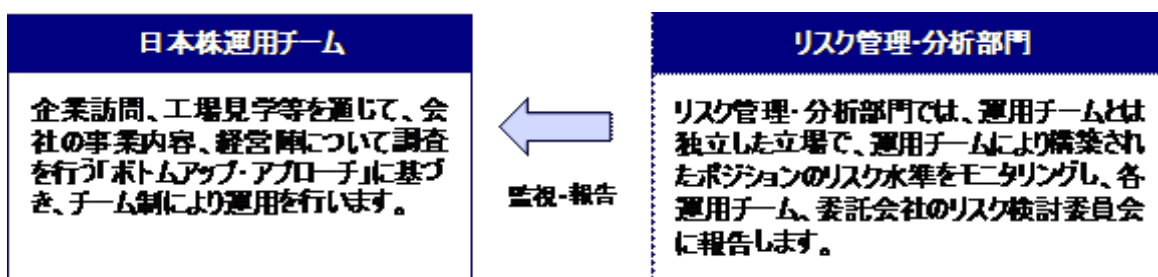 日本株運用チーム
企業訪問、工場見学等を通じて、会
社の事業内容、経営陣について調査
を行う「ボトムアップ・アプローチ」に基づ
き、チーム制により運用を行います。
監視・報告
リスク管理・分析部門
リスク管理・分析部門では、運用チームとは
独立した立場で、運用チームにより構築され
たポジションのリスク水準をモニタリングし、各
運用チーム、委託会社のリスク検討委員会
に報告します。